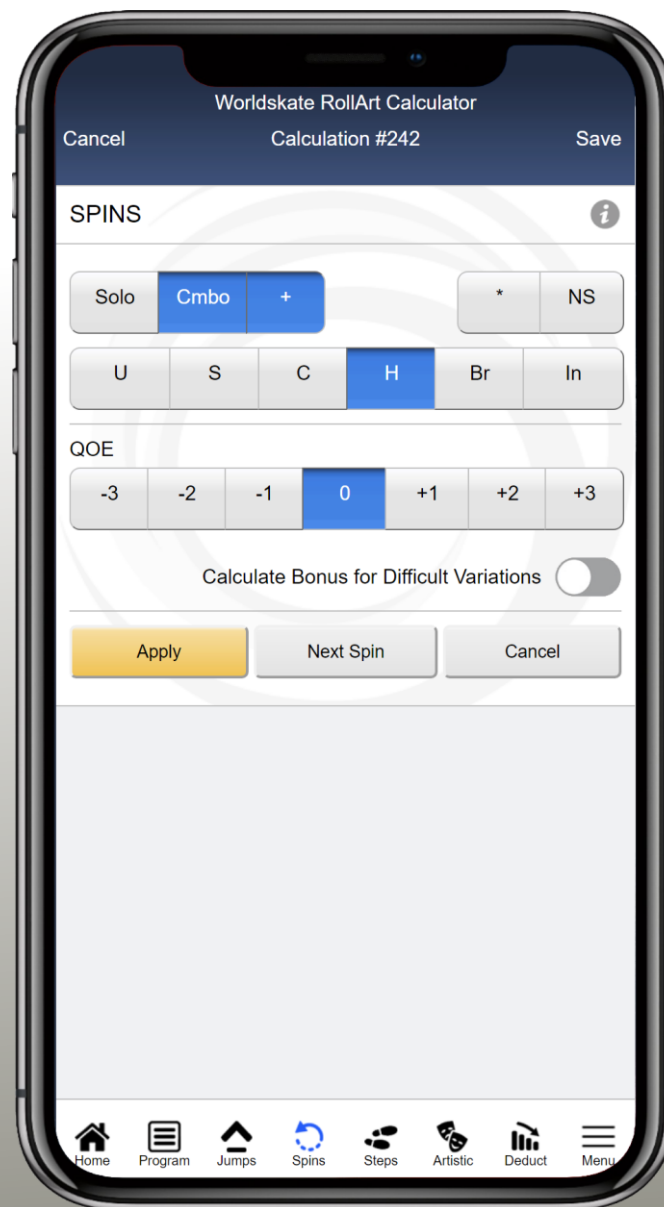 Worldskate RollArt Calculator
Cancel Calculation #242 Save
SPINS i
Solo Cmbo + * NS
U S C H Br In
QOE
-3 -2 -1 0 +1 +2 +3
Calculate Bonus for Difficult Variations
Apply Next Spin Cancel
Home Program Jumps Spins Steps Artistic Deduct Menu